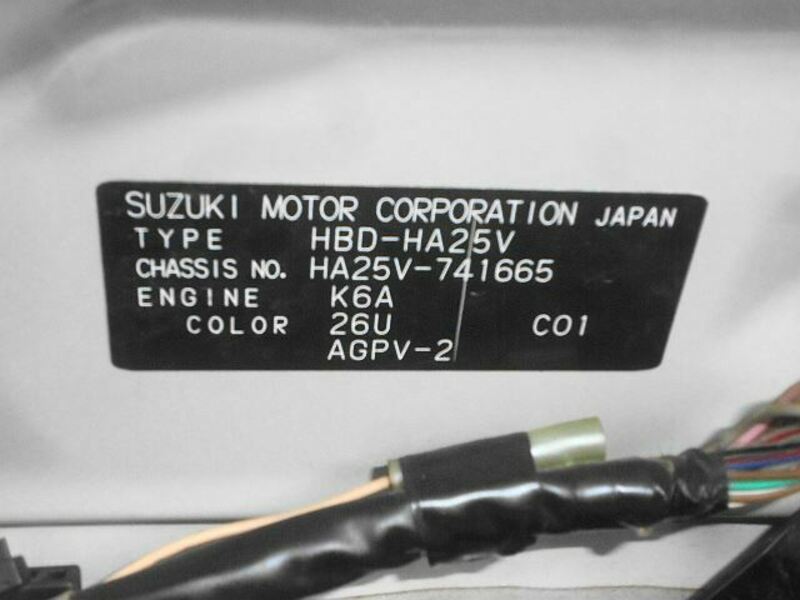 SUZUKI MOTOR CORPORATION JAPAN
TYPE HBD-HA25V
CHASSIS NO. HA25V-741665
ENGINE K6A
COLOR 26U C01
AGPV-2